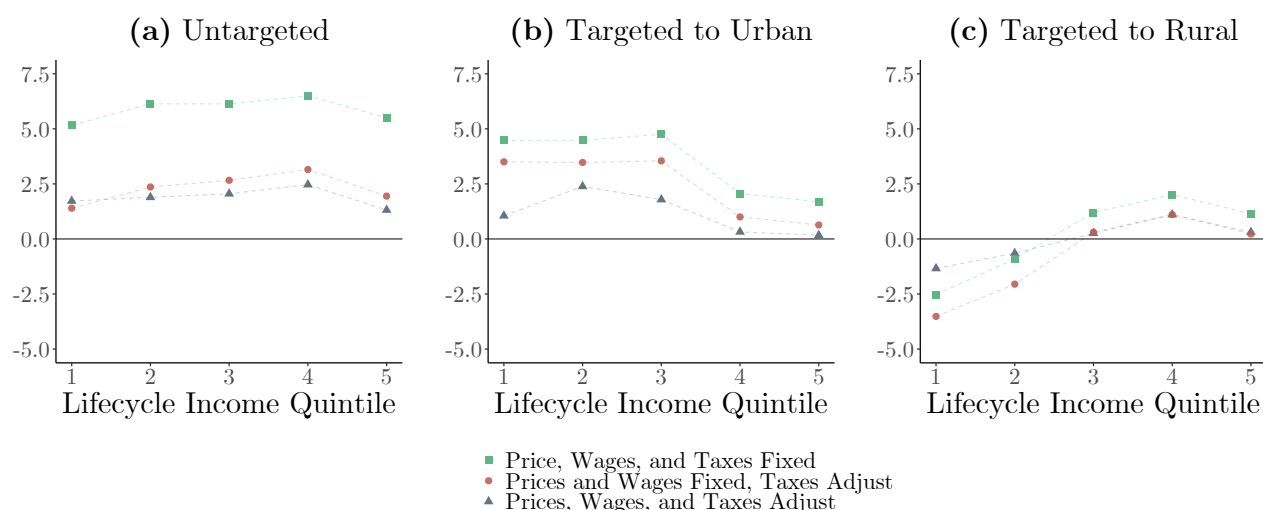 (a) Untargeted
7.5
5.0
2.5
0.0
-2.5
-5.0
1 2 3 4 5
Lifecycle Income Quintile
(b) Targeted to Urban
7.5
5.0
2.5
0.0
-2.5
-5.0
1 2 3 4 5
Lifecycle Income Quintile
(c) Targeted to Rural
7.5
5.0
2.5
0.0
-2.5
-5.0
1 2 3 4 5
Lifecycle Income Quintile
Price, Wages, and Taxes Fixed
Prices and Wages Fixed, Taxes Adjust
Prices, Wages, and Taxes Adjust